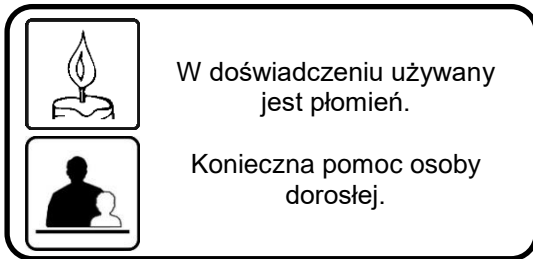 W doświadczeniu używany
jest płomień.
Konieczna pomoc osoby
dorosłej.